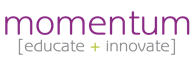 momentum
[educate + innovate]